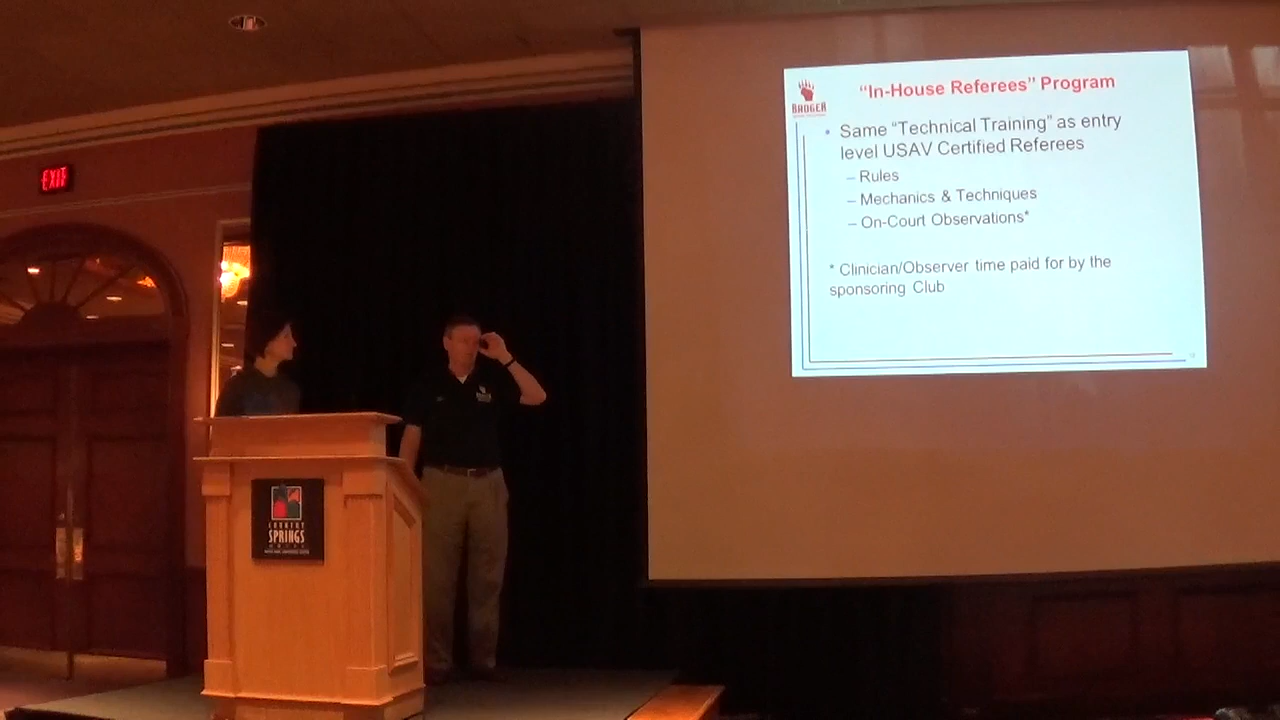 EXIT
BADGER
"In-House Referees" Program
• Same "Technical Training" as entry
level USAV Certified Referees
– Rules
– Mechanics & Techniques
– On-Court Observations*
* Clinician/Observer time paid for by the
sponsoring Club
COUNTRY
SPRINGS